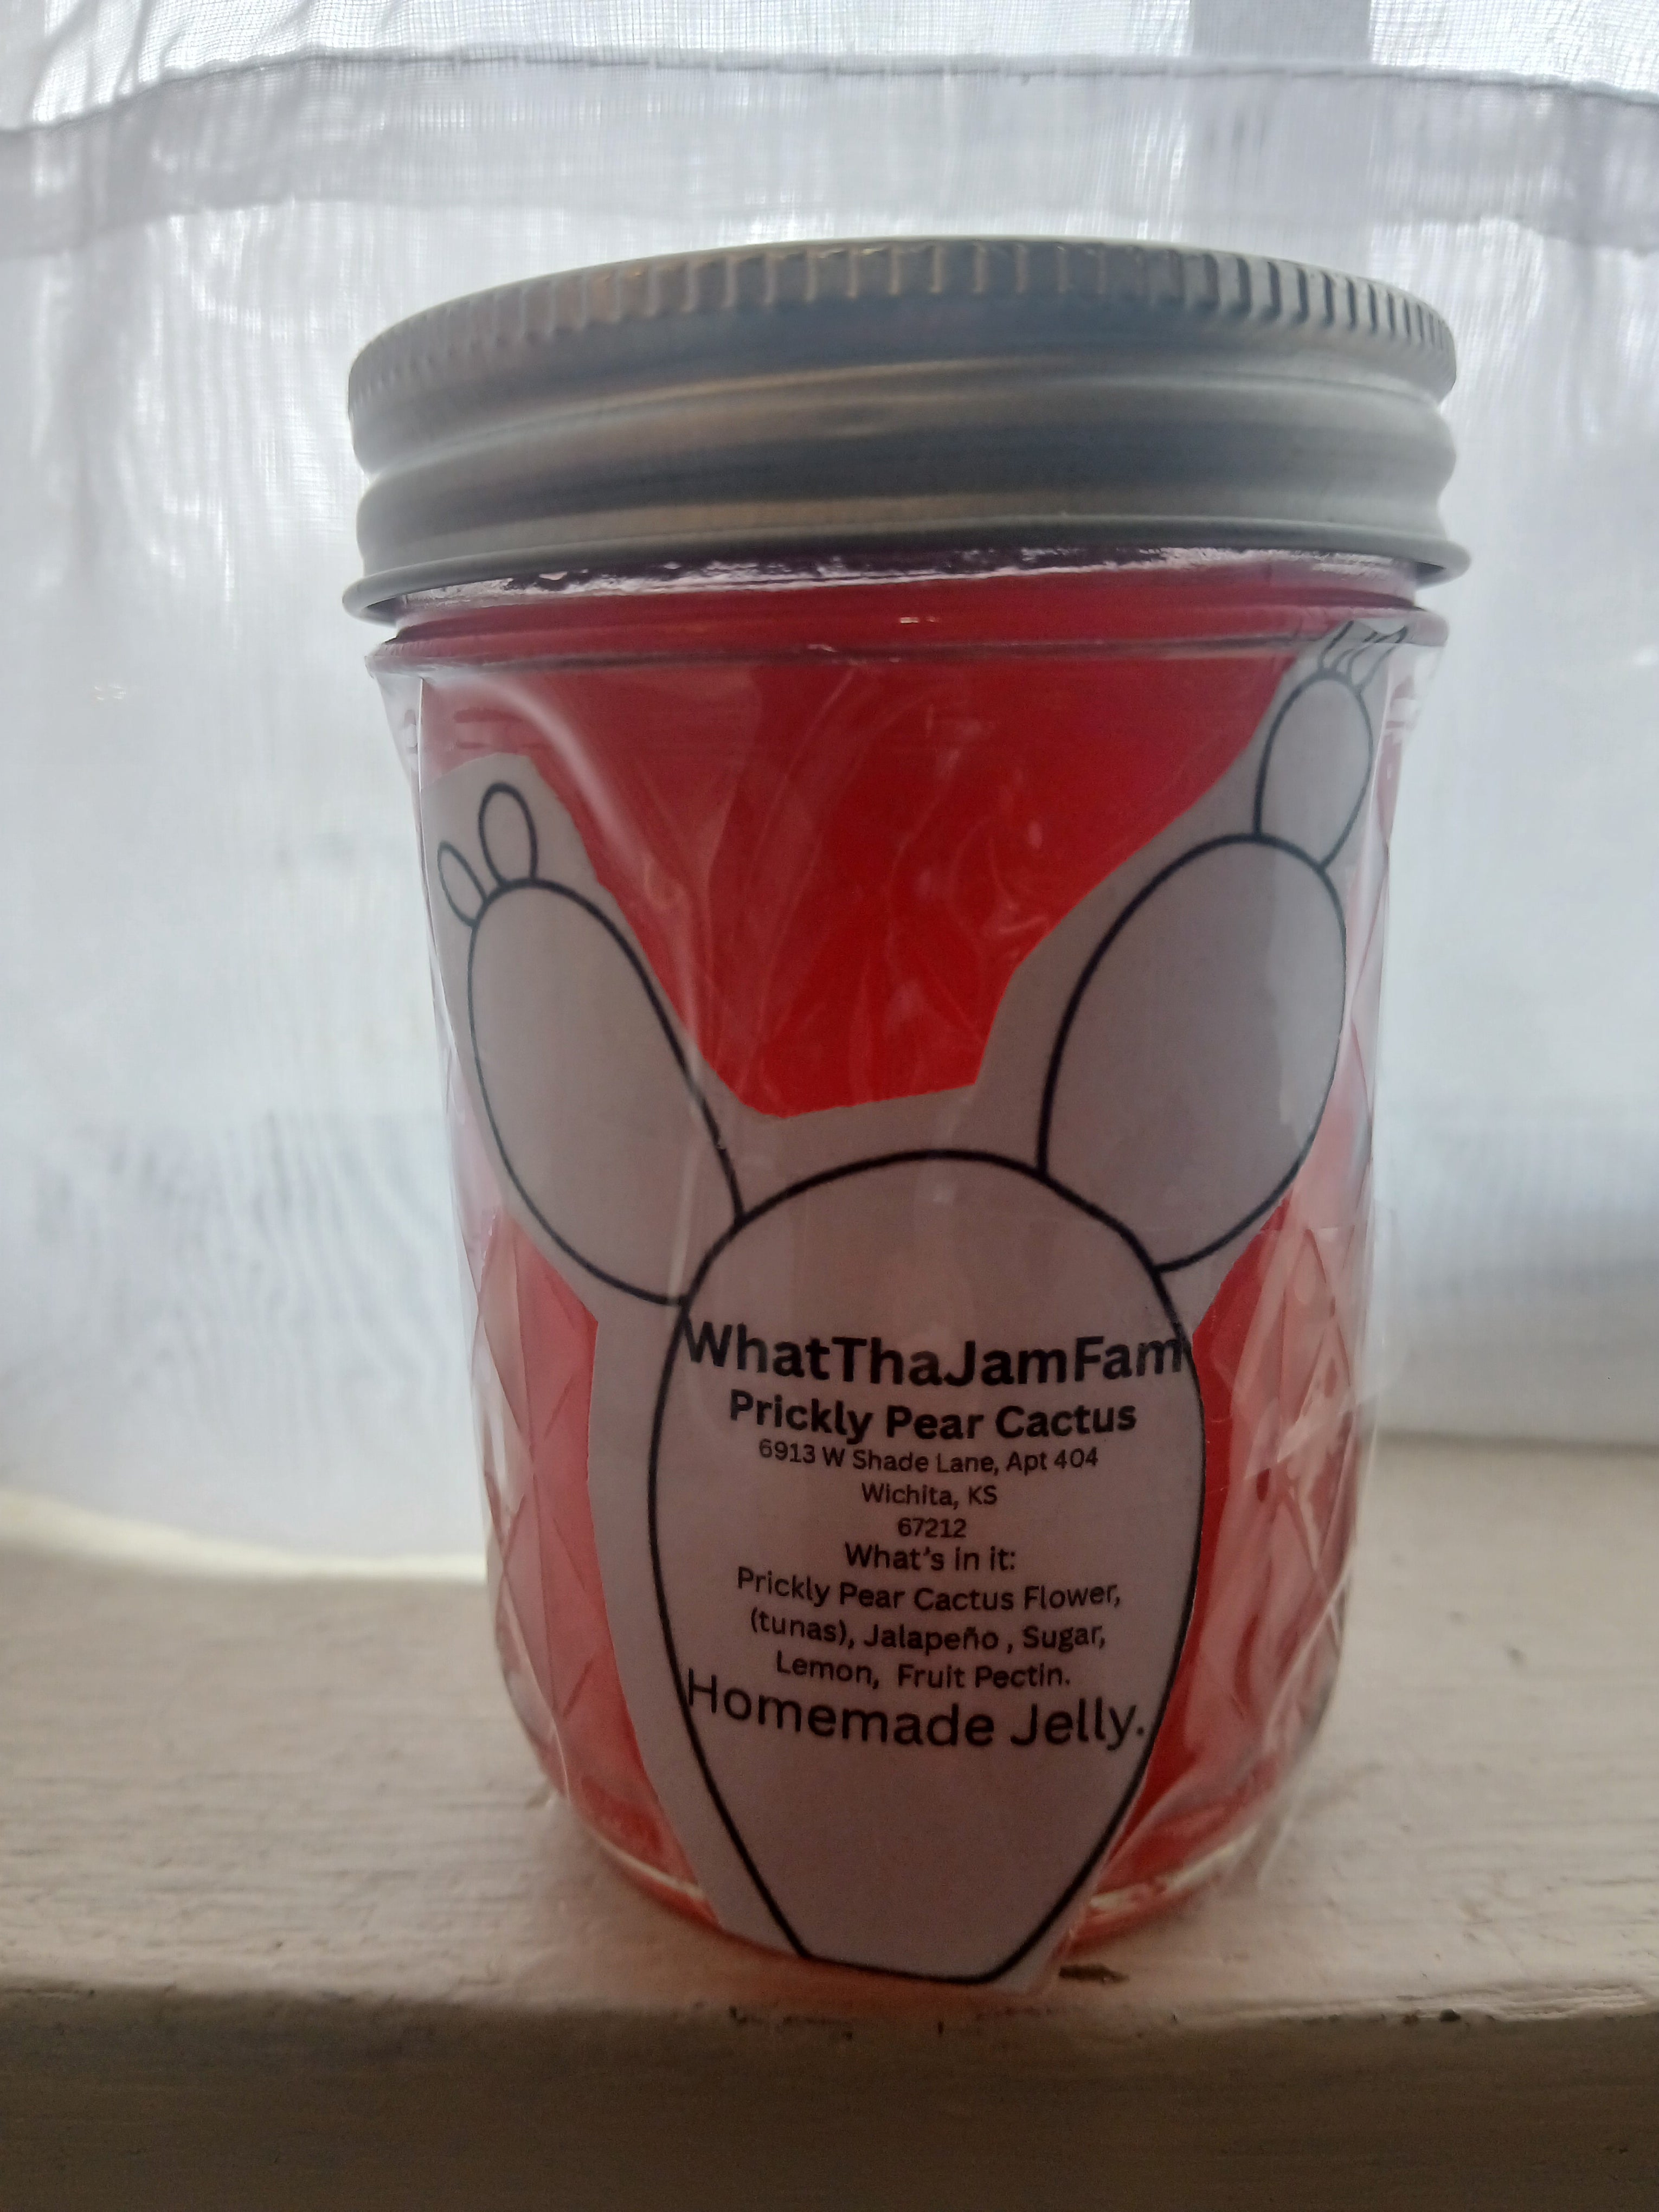 WhatThaJamFam
Prickly Pear Cactus
6913 W Shade Lane, Apt 404
Wichita, KS
67212
What's in it:
Prickly Pear Cactus Flower,
(tunas), Jalapeño , Sugar,
Lemon, Fruit Pectin.
Homemade Jelly.